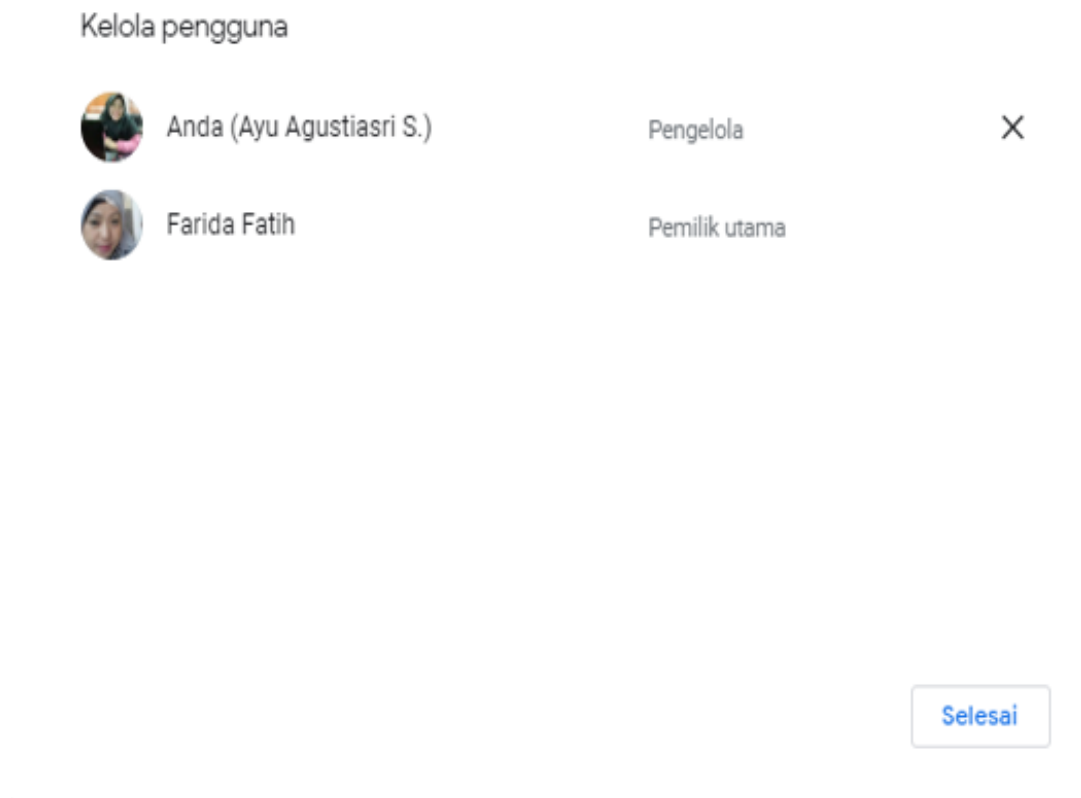 Kelola pengguna
Anda (Ayu Agustiasri S.) Pengelola
Farida Fatih Pemilik utama
Selesai